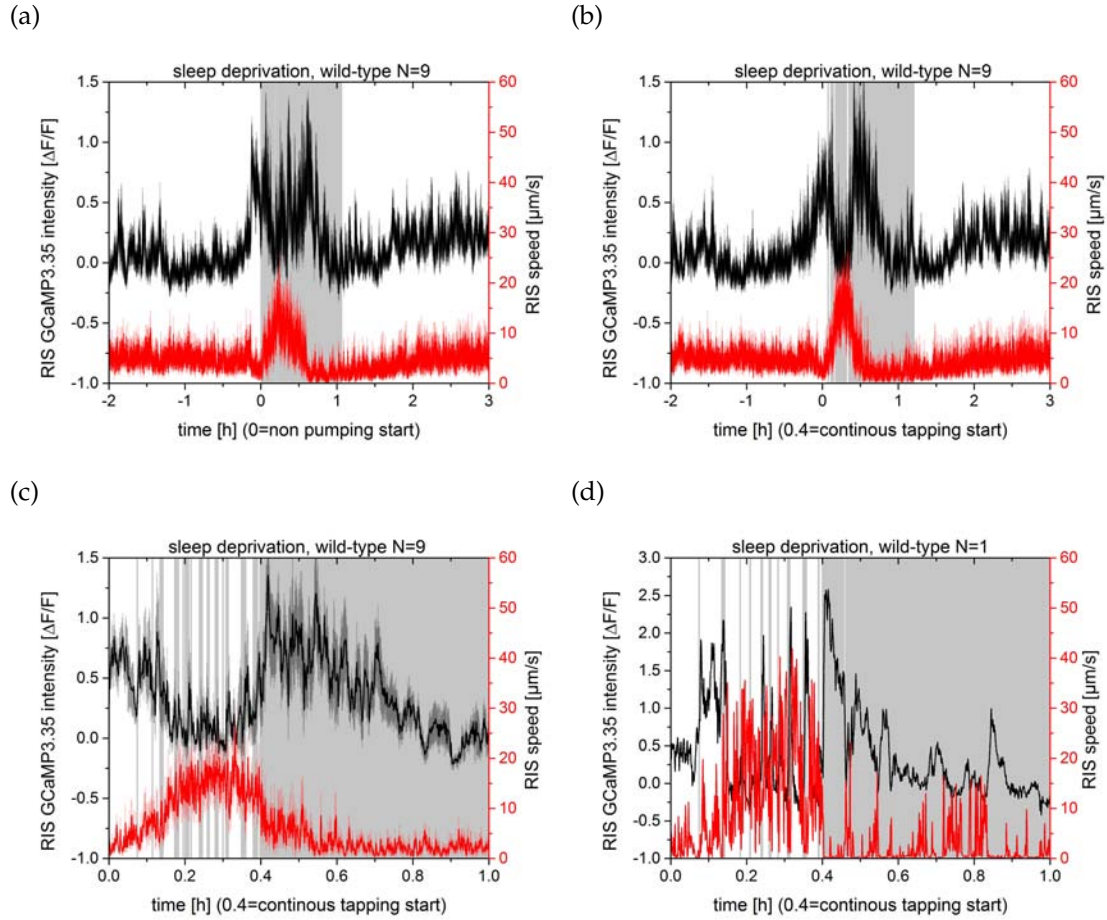 (a)
sleep deprivation, wild-type N=9
RIS GCaMP3.35 intensity [ΔF/F]
1.5
1.0
0.5
0.0
-0.5
-1.0
60
50
40
30
20
10
0
RIS speed [µm/s]
-2 -1 0 1 2 3
time [h] (0=non pumping start)
(b)
sleep deprivation, wild-type N=9
RIS GCaMP3.35 intensity [ΔF/F]
1.5
1.0
0.5
0.0
-0.5
-1.0
60
50
40
30
20
10
0
RIS speed [µm/s]
-2 -1 0 1 2 3
time [h] (0.4=continous tapping start)
(c)
sleep deprivation, wild-type N=9
RIS GCaMP3.35 intensity [ΔF/F]
1.5
1.0
0.5
0.0
-0.5
-1.0
60
50
40
30
20
10
0
RIS speed [µm/s]
0.0 0.2 0.4 0.6 0.8 1.0
time [h] (0.4=continous tapping start)
(d)
sleep deprivation, wild-type N=1
RIS GCaMP3.35 intensity [ΔF/F]
3.0
2.5
2.0
1.5
1.0
0.5
0.0
-0.5
-1.0
60
50
40
30
20
10
0
RIS speed [µm/s]
0.0 0.2 0.4 0.6 0.8 1.0
time [h] (0.4=continous tapping start)